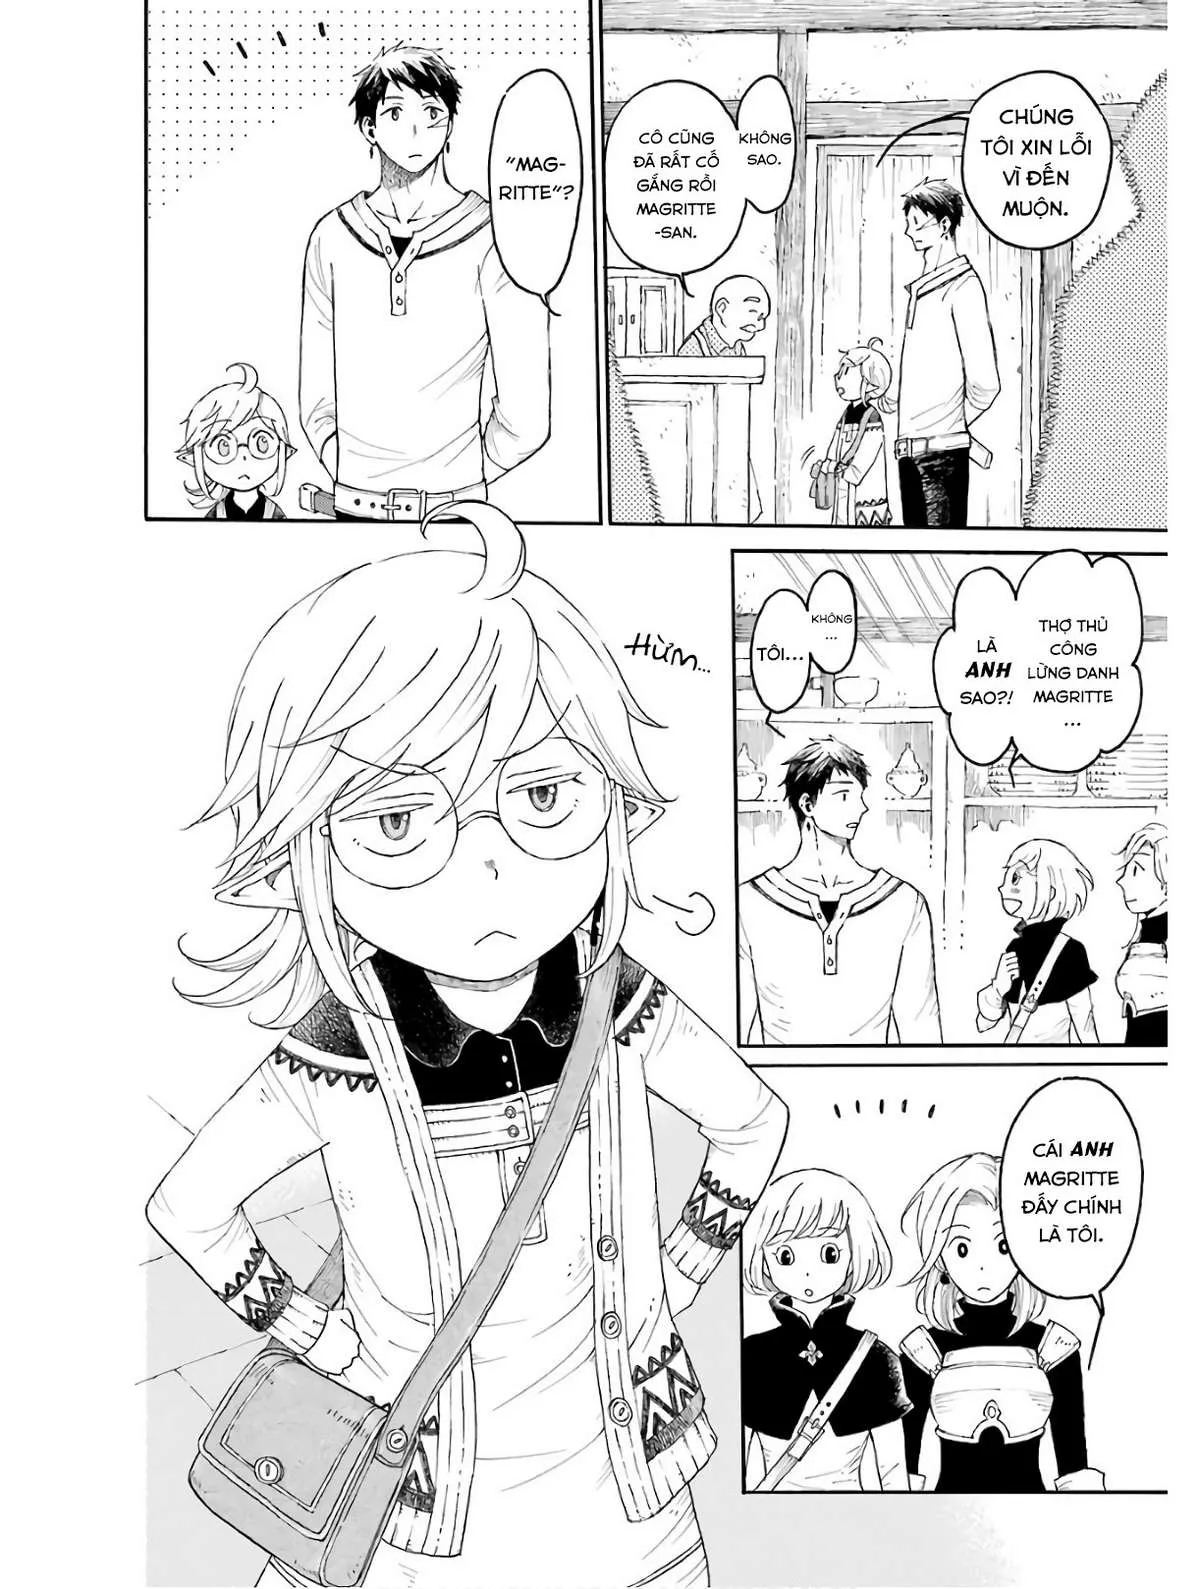 CHÚNG
TÔI XIN LỖI
VÌ ĐẾN
MUỘN.
KHÔNG
SAO.
CÔ CŨNG
ĐÃ RẤT CỐ
GẮNG RỒI
MAGRITTE
-SAN.
“MAG-
RITTE“?
THỢ THỦ
CÔNG
LỪNG DANH
MAGRITTE
...
LÀ
ANH
SAO?!
KHÔNG
...
TÔI...
CÁI ANH
MAGRITTE
ĐẤY CHÍNH
LÀ TÔI.
HỪM...